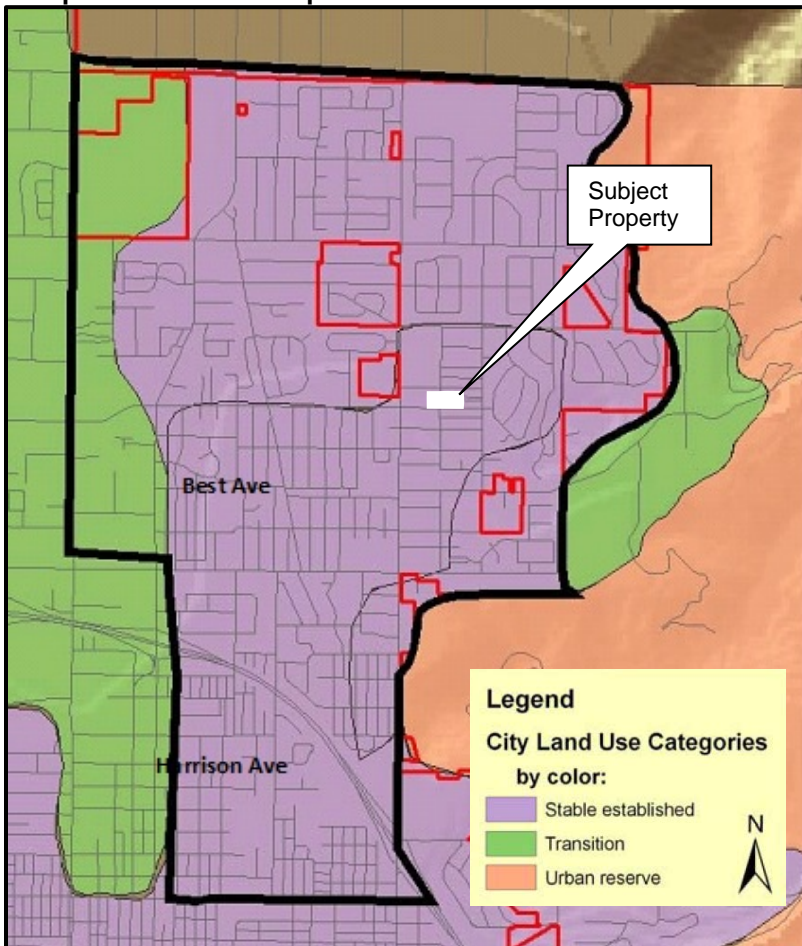 Subject
Property
Best Ave
Harrison Ave
Legend
City Land Use Categories
by color:
Stable established
Transition
Urban reserve
N